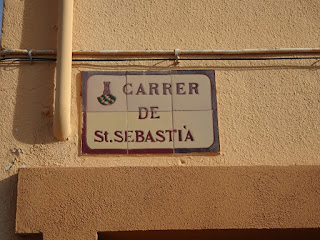 CARRER
DE
St. SEBASTIÀ